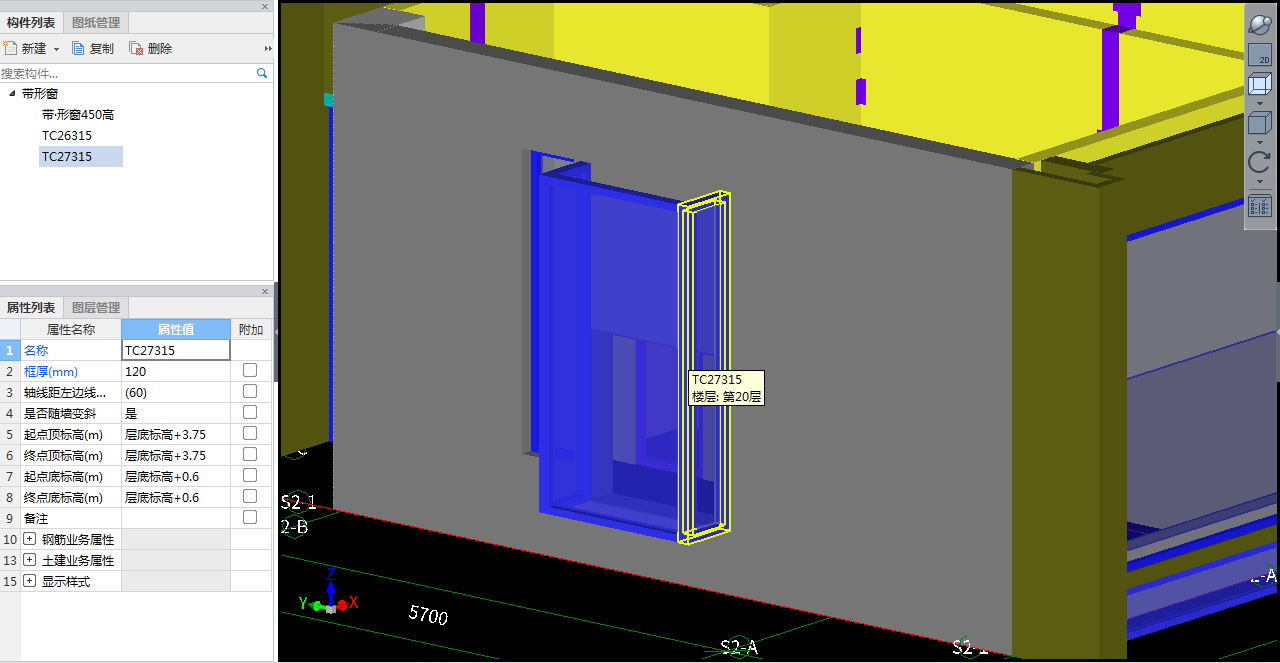 构件列表 图纸管理
新建 复制 删除
搜索构件...
带形窗
带-形窗450高
TC26315
TC27315
属性列表 图层管理
属性名称 属性值 附加
1 名称 TC27315
2 框厚(mm) 120
3 轴线距左边线... (60)
4 是否随墙变斜 是
5 起点顶标高(m) 层底标高+3.75
6 终点顶标高(m) 层底标高+3.75
7 起点底标高(m) 层底标高+0.6
8 终点底标高(m) 层底标高+0.6
9 备注
10 钢筋业务属性
13 土建业务属性
15 显示样式
2D
TC27315
楼层: 第20层
S2-1
2-B
Z
Y X
5700
S2-A
S2-1
2-A